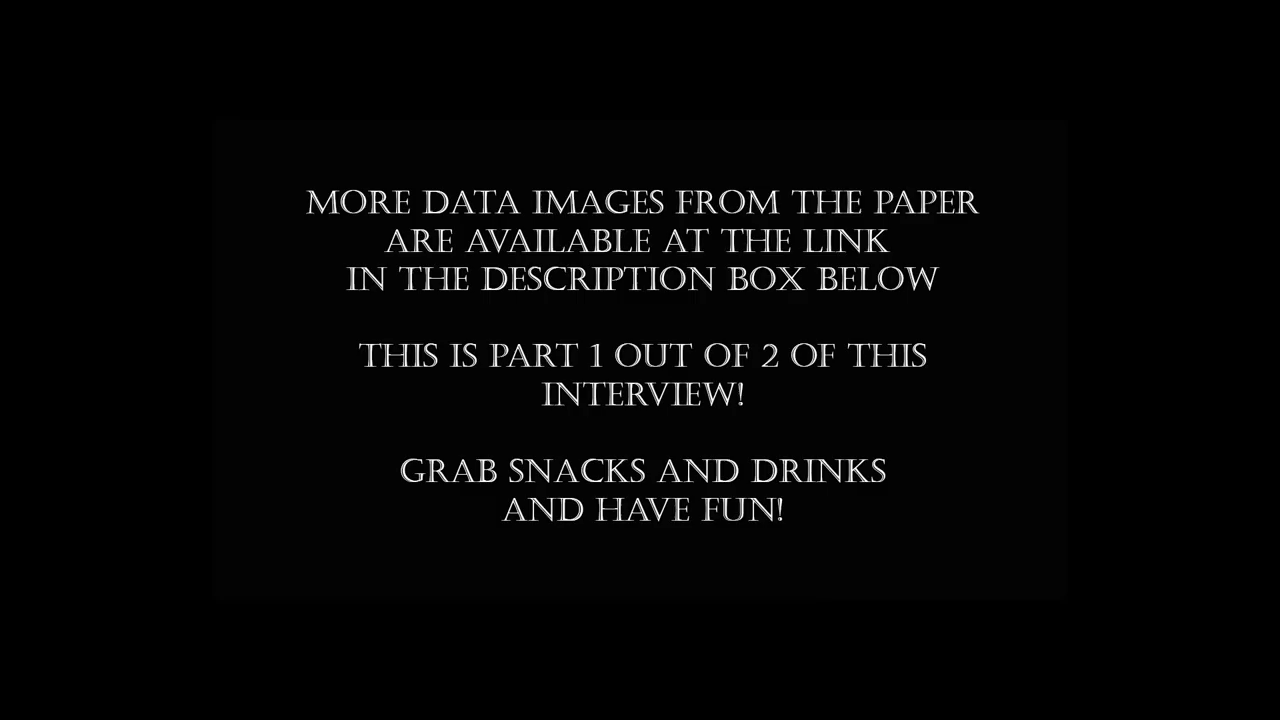 MORE DATA IMAGES FROM THE PAPER
ARE AVAILABLE AT THE LINK
IN THE DESCRIPTION BOX BELOW
THIS IS PART 1 OUT OF 2 OF THIS
INTERVIEW!
GRAB SNACKS AND DRINKS
AND HAVE FUN!